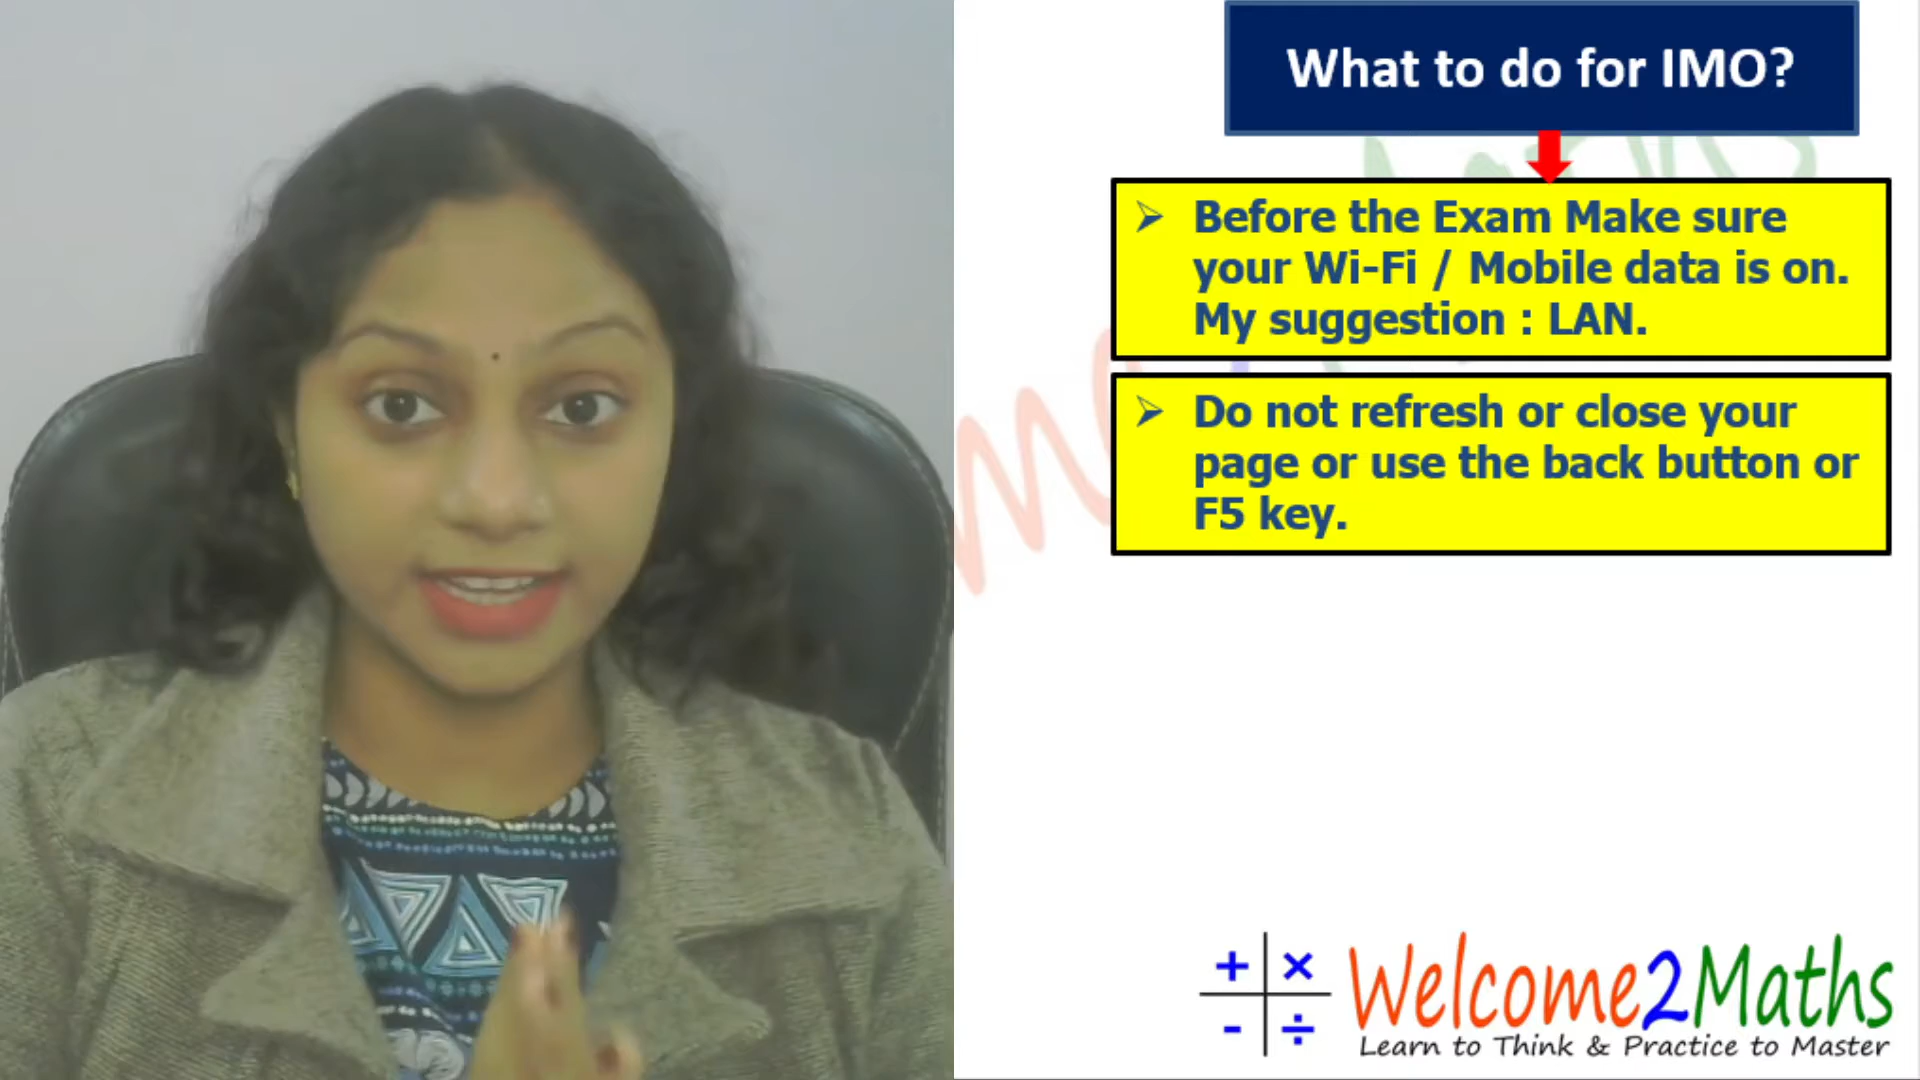 What to do for IMO?
➢ Before the Exam Make sure
your Wi-Fi / Mobile data is on.
My suggestion : LAN.
➢ Do not refresh or close your
page or use the back button or
F5 key.
+ ×
- ÷
Welcome2Maths
Learn to Think & Practice to Master